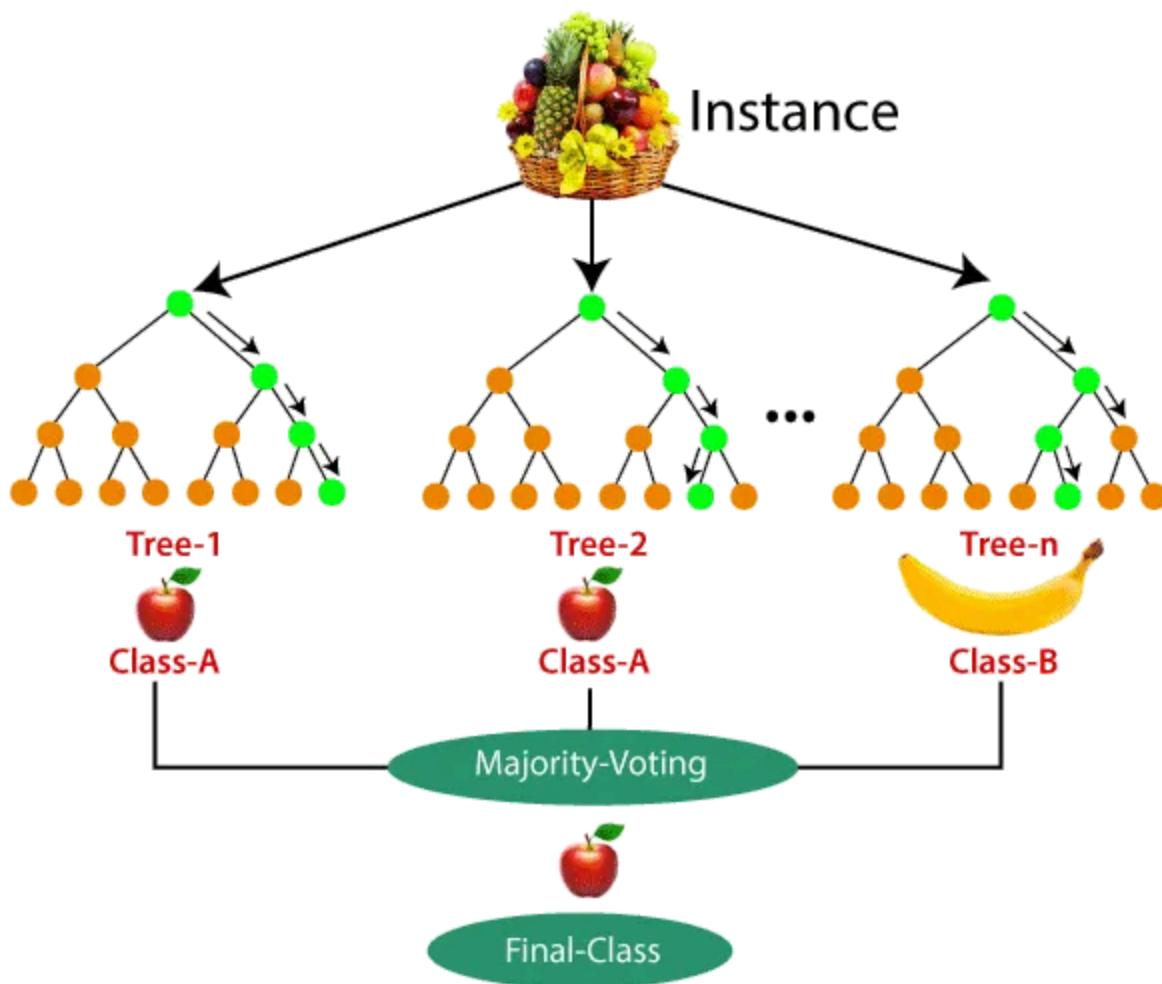 Instance
Tree-1
Tree-2
Tree-n
Class-A
Class-A
Class-B
Majority-Voting
Final-Class